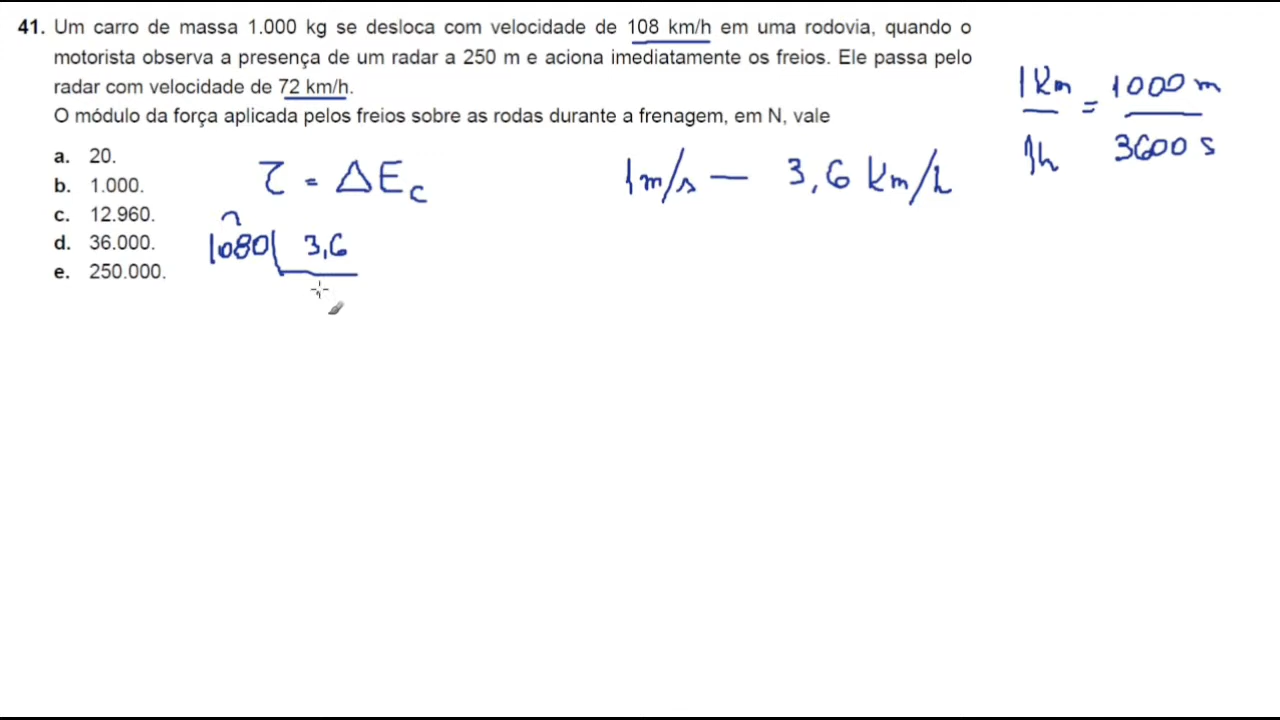 41. Um carro de massa 1.000 kg se desloca com velocidade de 108 km/h em uma rodovia, quando o
motorista observa a presença de um radar a 250 m e aciona imediatamente os freios. Ele passa pelo
radar com velocidade de 72 km/h.
O módulo da força aplicada pelos freios sobre as rodas durante a frenagem, em N, vale
a. 20.
b. 1.000.
c. 12.960.
d. 36.000.
e. 250.000.
1 Km = 1000 m
1h 3600 s
τ = ΔEc
1 m/s — 3,6 Km/h
1080 3,6